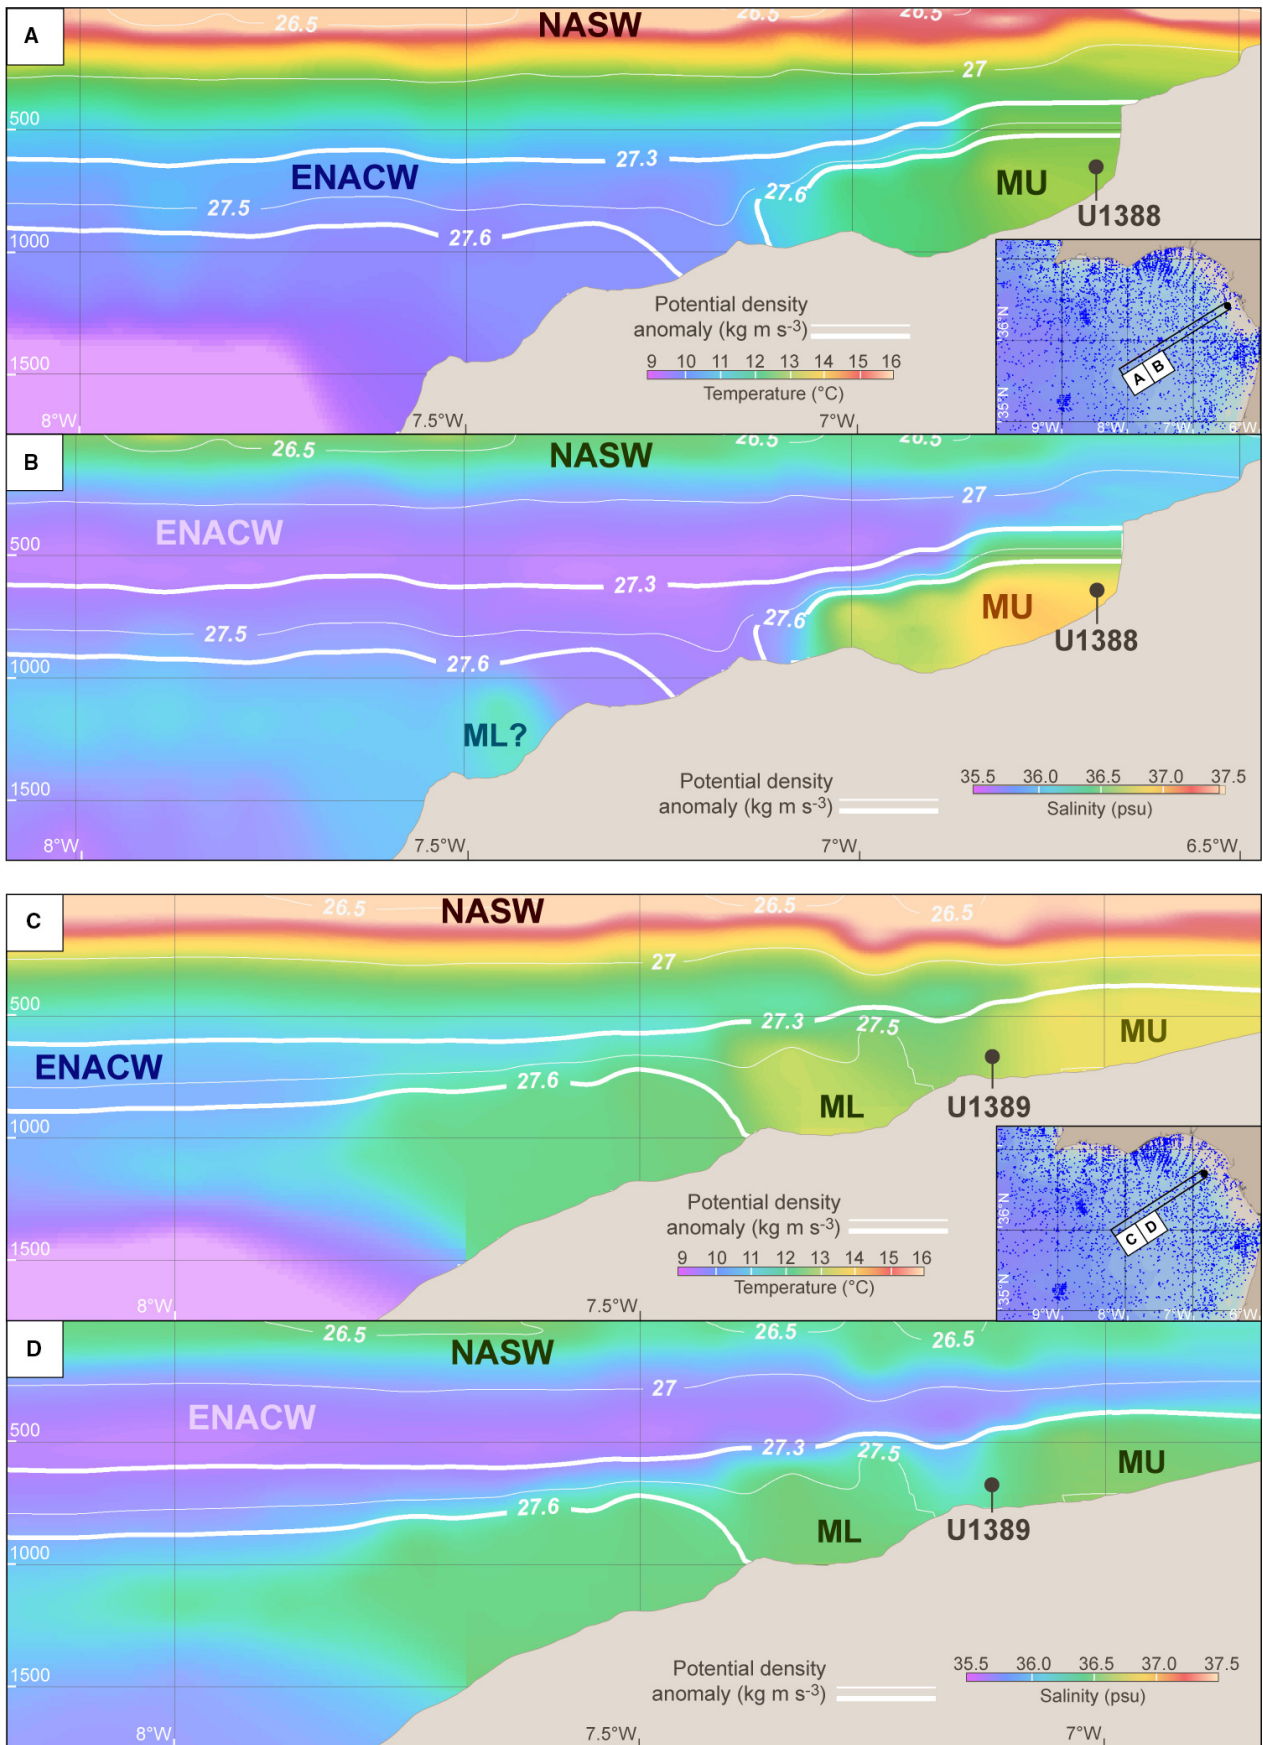 A
26.5
NASW
26.5
26.5
27
500
27.3
ENACW
27.6
MU
27.5
U1388
1000
27.6
Potential density
anomaly (kg m s-3)
9 10 11 12 13 14 15 16
Temperature (°C)
36°N
A B
35°N
9°W 8°W 7°W 6°W
1500
8°W
7.5°W
7°W
B
26.5
NASW
26.5
26.5
27
ENACW
500
27.3
MU
27.6
27.5
U1388
27.6
1000
ML?
Potential density
anomaly (kg m s-3)
35.5 36.0 36.5 37.0 37.5
Salinity (psu)
1500
8°W
7.5°W
7°W
6.5°W
C
26.5
NASW
26.5
26.5
27
500
27.3
27.5
MU
ENACW
27.6
ML
U1389
1000
Potential density
anomaly (kg m s-3)
9 10 11 12 13 14 15 16
Temperature (°C)
36°N
C D
35°N
9°W 8°W 7°W 6°W
1500
8°W
7.5°W
D
26.5
NASW
26.5
26.5
27
ENACW
500
27.3
27.5
MU
27.6
ML
U1389
1000
Potential density
anomaly (kg m s-3)
35.5 36.0 36.5 37.0 37.5
Salinity (psu)
1500
8°W
7.5°W
7°W